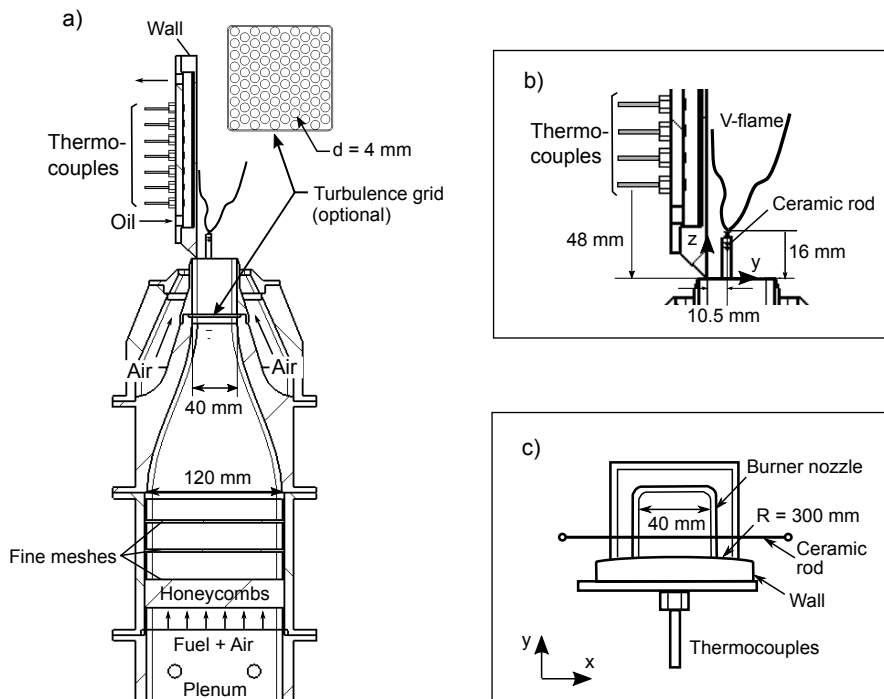 a)
Wall
Thermo-
couples
Oil
d = 4 mm
Turbulence grid
(optional)
Air
Air
40 mm
120 mm
Fine meshes
Honeycombs
Fuel + Air
Plenum
b)
V-flame
Thermo-
couples
Ceramic rod
48 mm
z
y
16 mm
10.5 mm
c)
Burner nozzle
40 mm
R = 300 mm
Ceramic
rod
Wall
Thermocouples
y
x